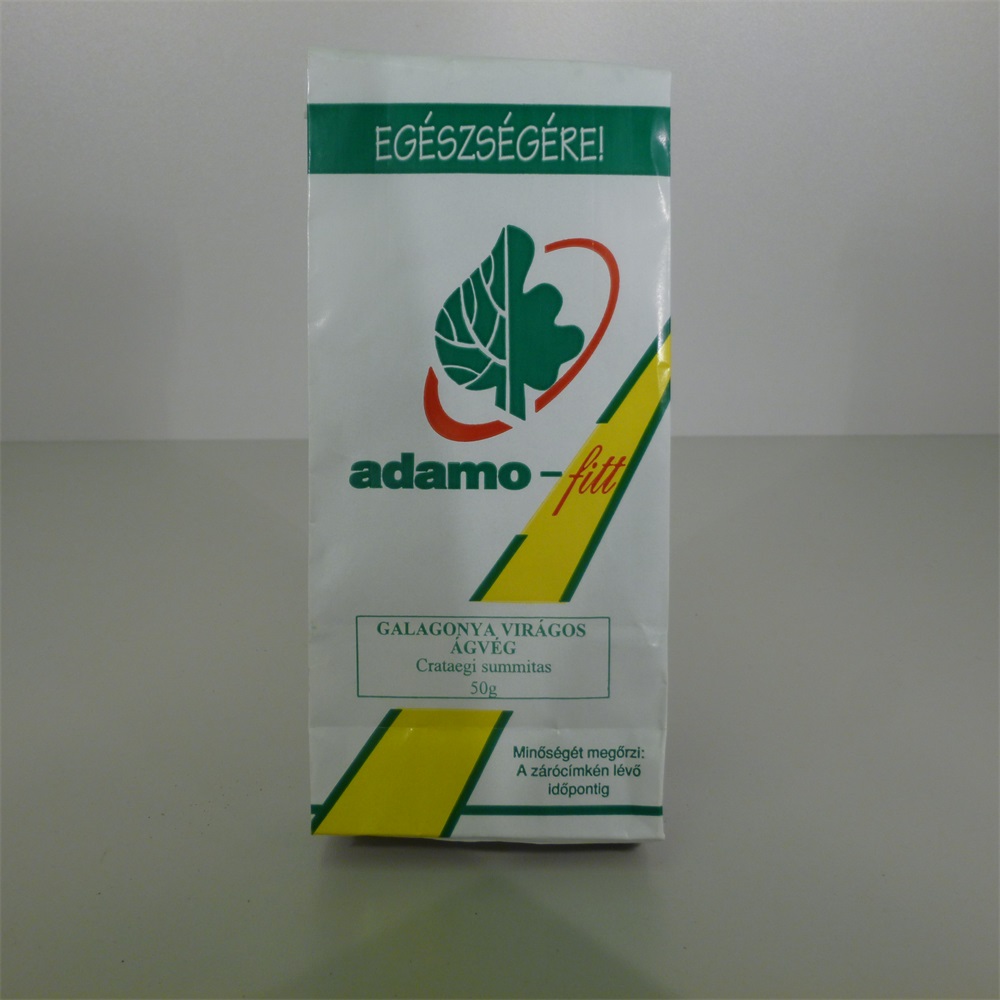 EGÉSZSÉGÉRE!
adamo - fitt
GALAGONYA VIRÁGOS
ÁGVÉG
Crataegi summitas
50g
Minőségét megőrzi:
A zárócímkén lévő
időpontig